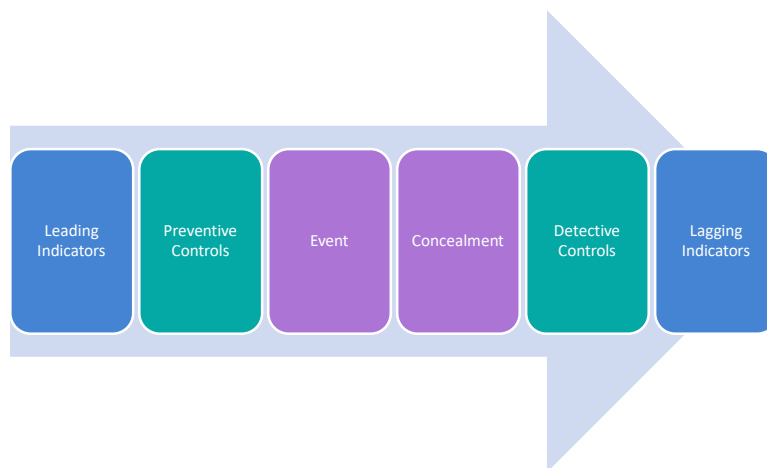 Leading
Indicators
Preventive
Controls
Event
Concealment
Detective
Controls
Lagging
Indicators